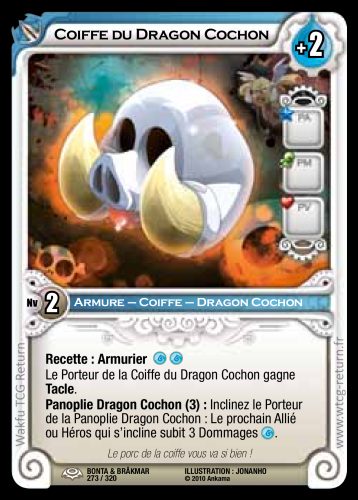 Coiffe du Dragon Cochon
+2
PA
PM
PV
Nv 2
Armure – Coiffe – Dragon Cochon
Recette : Armurier
Le Porteur de la Coiffe du Dragon Cochon gagne
Tacle.
Panoplie Dragon Cochon (3) : Inclinez le Porteur
de la Panoplie Dragon Cochon : Le prochain Allié
ou Héros qui s'incline subit 3 Dommages .
Le porc de la coiffe vous va si bien !
BONTA & BRÂKMAR
273 / 320
ILLUSTRATION : JONANHO
© 2010 Ankama
Wakfu TCG Return
www.wtcg-return.fr